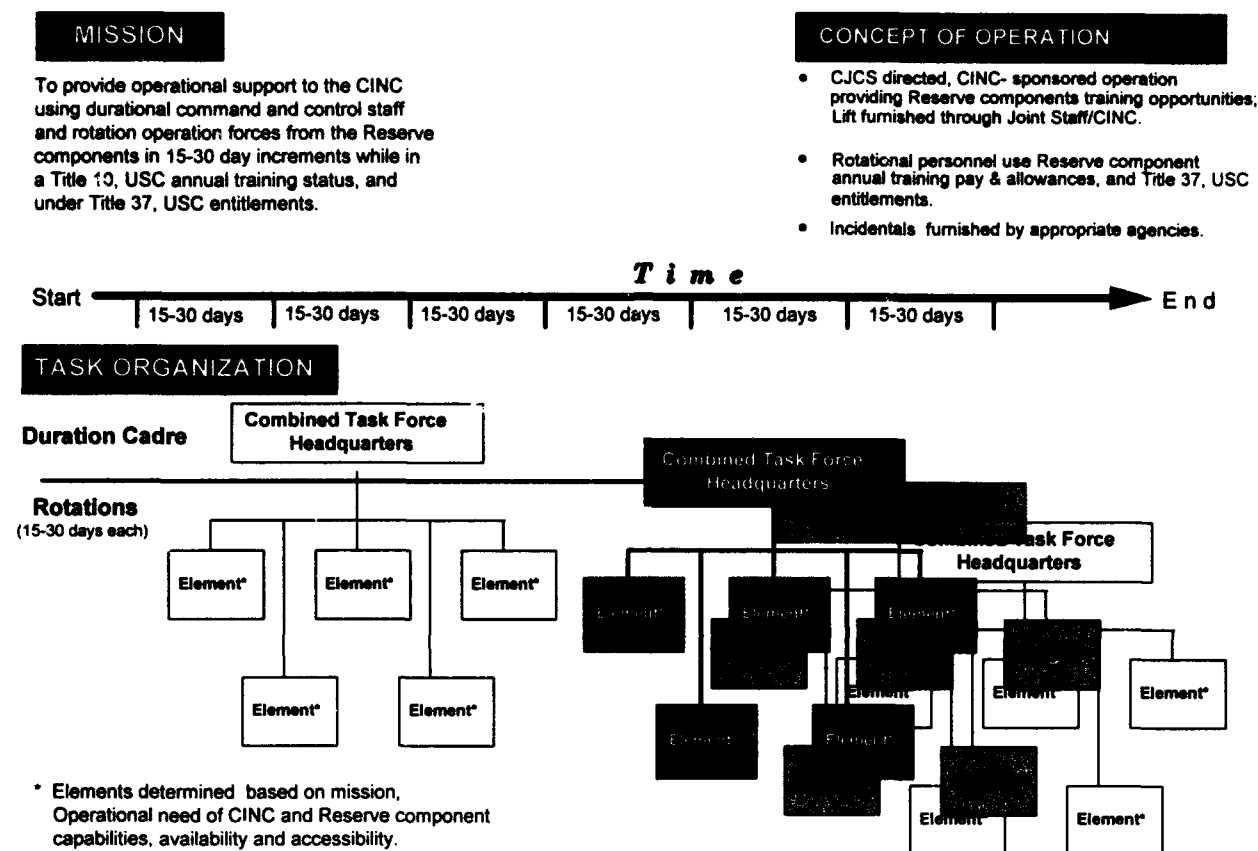 MISSION
To provide operational support to the CINC
using durational command and control staff
and rotation operation forces from the Reserve
components in 15-30 day increments while in
a Title 10, USC annual training status, and
under Title 37, USC entitlements.
CONCEPT OF OPERATION
• CJCS directed, CINC- sponsored operation
providing Reserve components training opportunities;
Lift furnished through Joint Staff/CINC.
• Rotational personnel use Reserve component
annual training pay & allowances, and Title 37, USC
entitlements.
• Incidentals furnished by appropriate agencies.
Time
Start
End
15-30 days 15-30 days 15-30 days 15-30 days 15-30 days 15-30 days
TASK ORGANIZATION
Duration Cadre
Combined Task Force
Headquarters
Combined Task Force
Headquarters
Task Force
Headquarters
Rotations
(15-30 days each)
Element* Element* Element*
Element* Element*
Element* Element* Element*
Element Element* Element*
Element* Element*
Element* Element*
* Elements determined based on mission,
Operational need of CINC and Reserve component
capabilities, availability and accessibility.